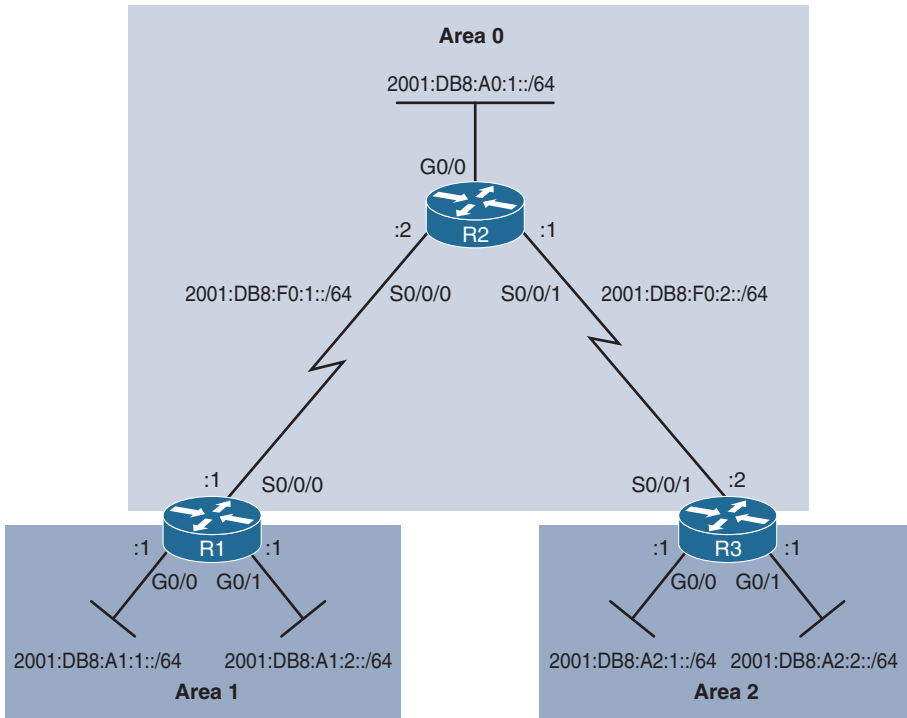 Area 0
2001:DB8:A0:1::/64
G0/0
R2
:2
:1
2001:DB8:F0:1::/64
S0/0/0
S0/0/1
2001:DB8:F0:2::/64
:1
S0/0/0
S0/0/1
:2
R1
R3
:1
:1
:1
:1
G0/0
G0/1
G0/0
G0/1
2001:DB8:A1:1::/64
2001:DB8:A1:2::/64
2001:DB8:A2:1::/64
2001:DB8:A2:2::/64
Area 1
Area 2